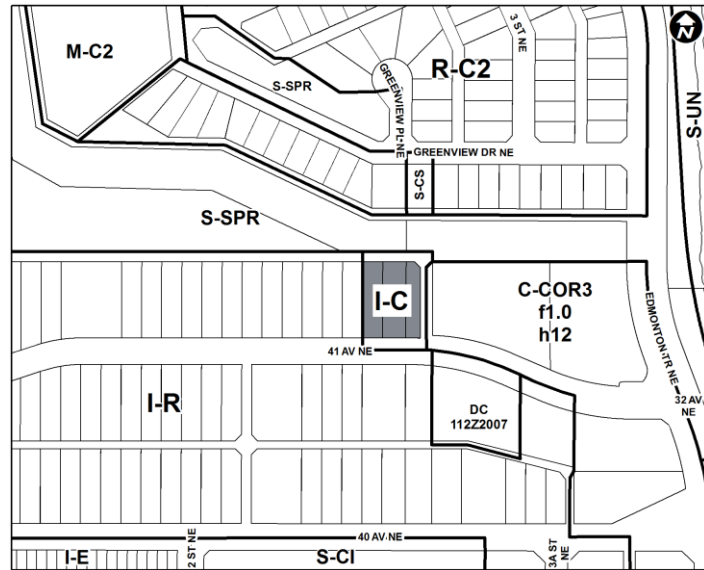 M-C2
S-SPR
GREENVIEW PL NE
3 ST NE
R-C2
N
S-UN
GREENVIEW DR NE
S-CS
S-SPR
I-C
C-COR3
f1.0
h12
EDMONTON TR NE
41 AV NE
32 AV
NE
I-R
DC
112Z2007
2 ST NE
40 AV NE
3A ST
NE
I-E
S-CI